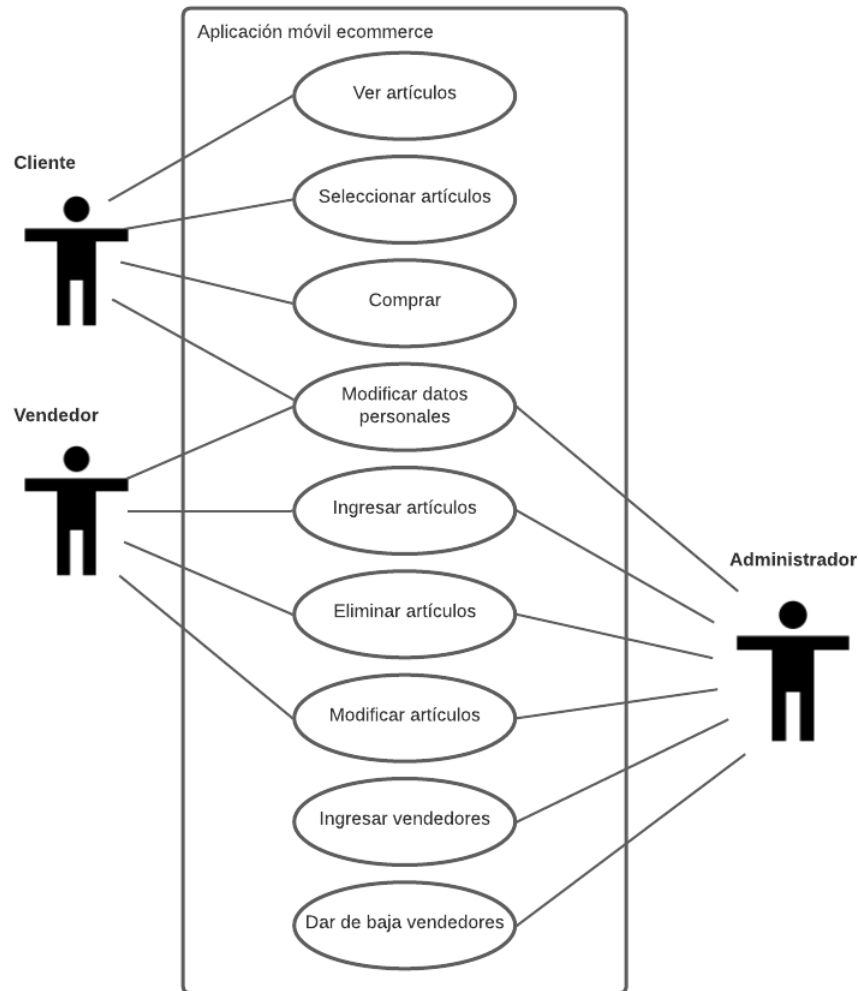 Aplicación móvil ecommerce
Ver artículos
Cliente
Seleccionar artículos
Comprar
Modificar datos
personales
Vendedor
Ingresar artículos
Administrador
Eliminar artículos
Modificar artículos
Ingresar vendedores
Dar de baja vendedores